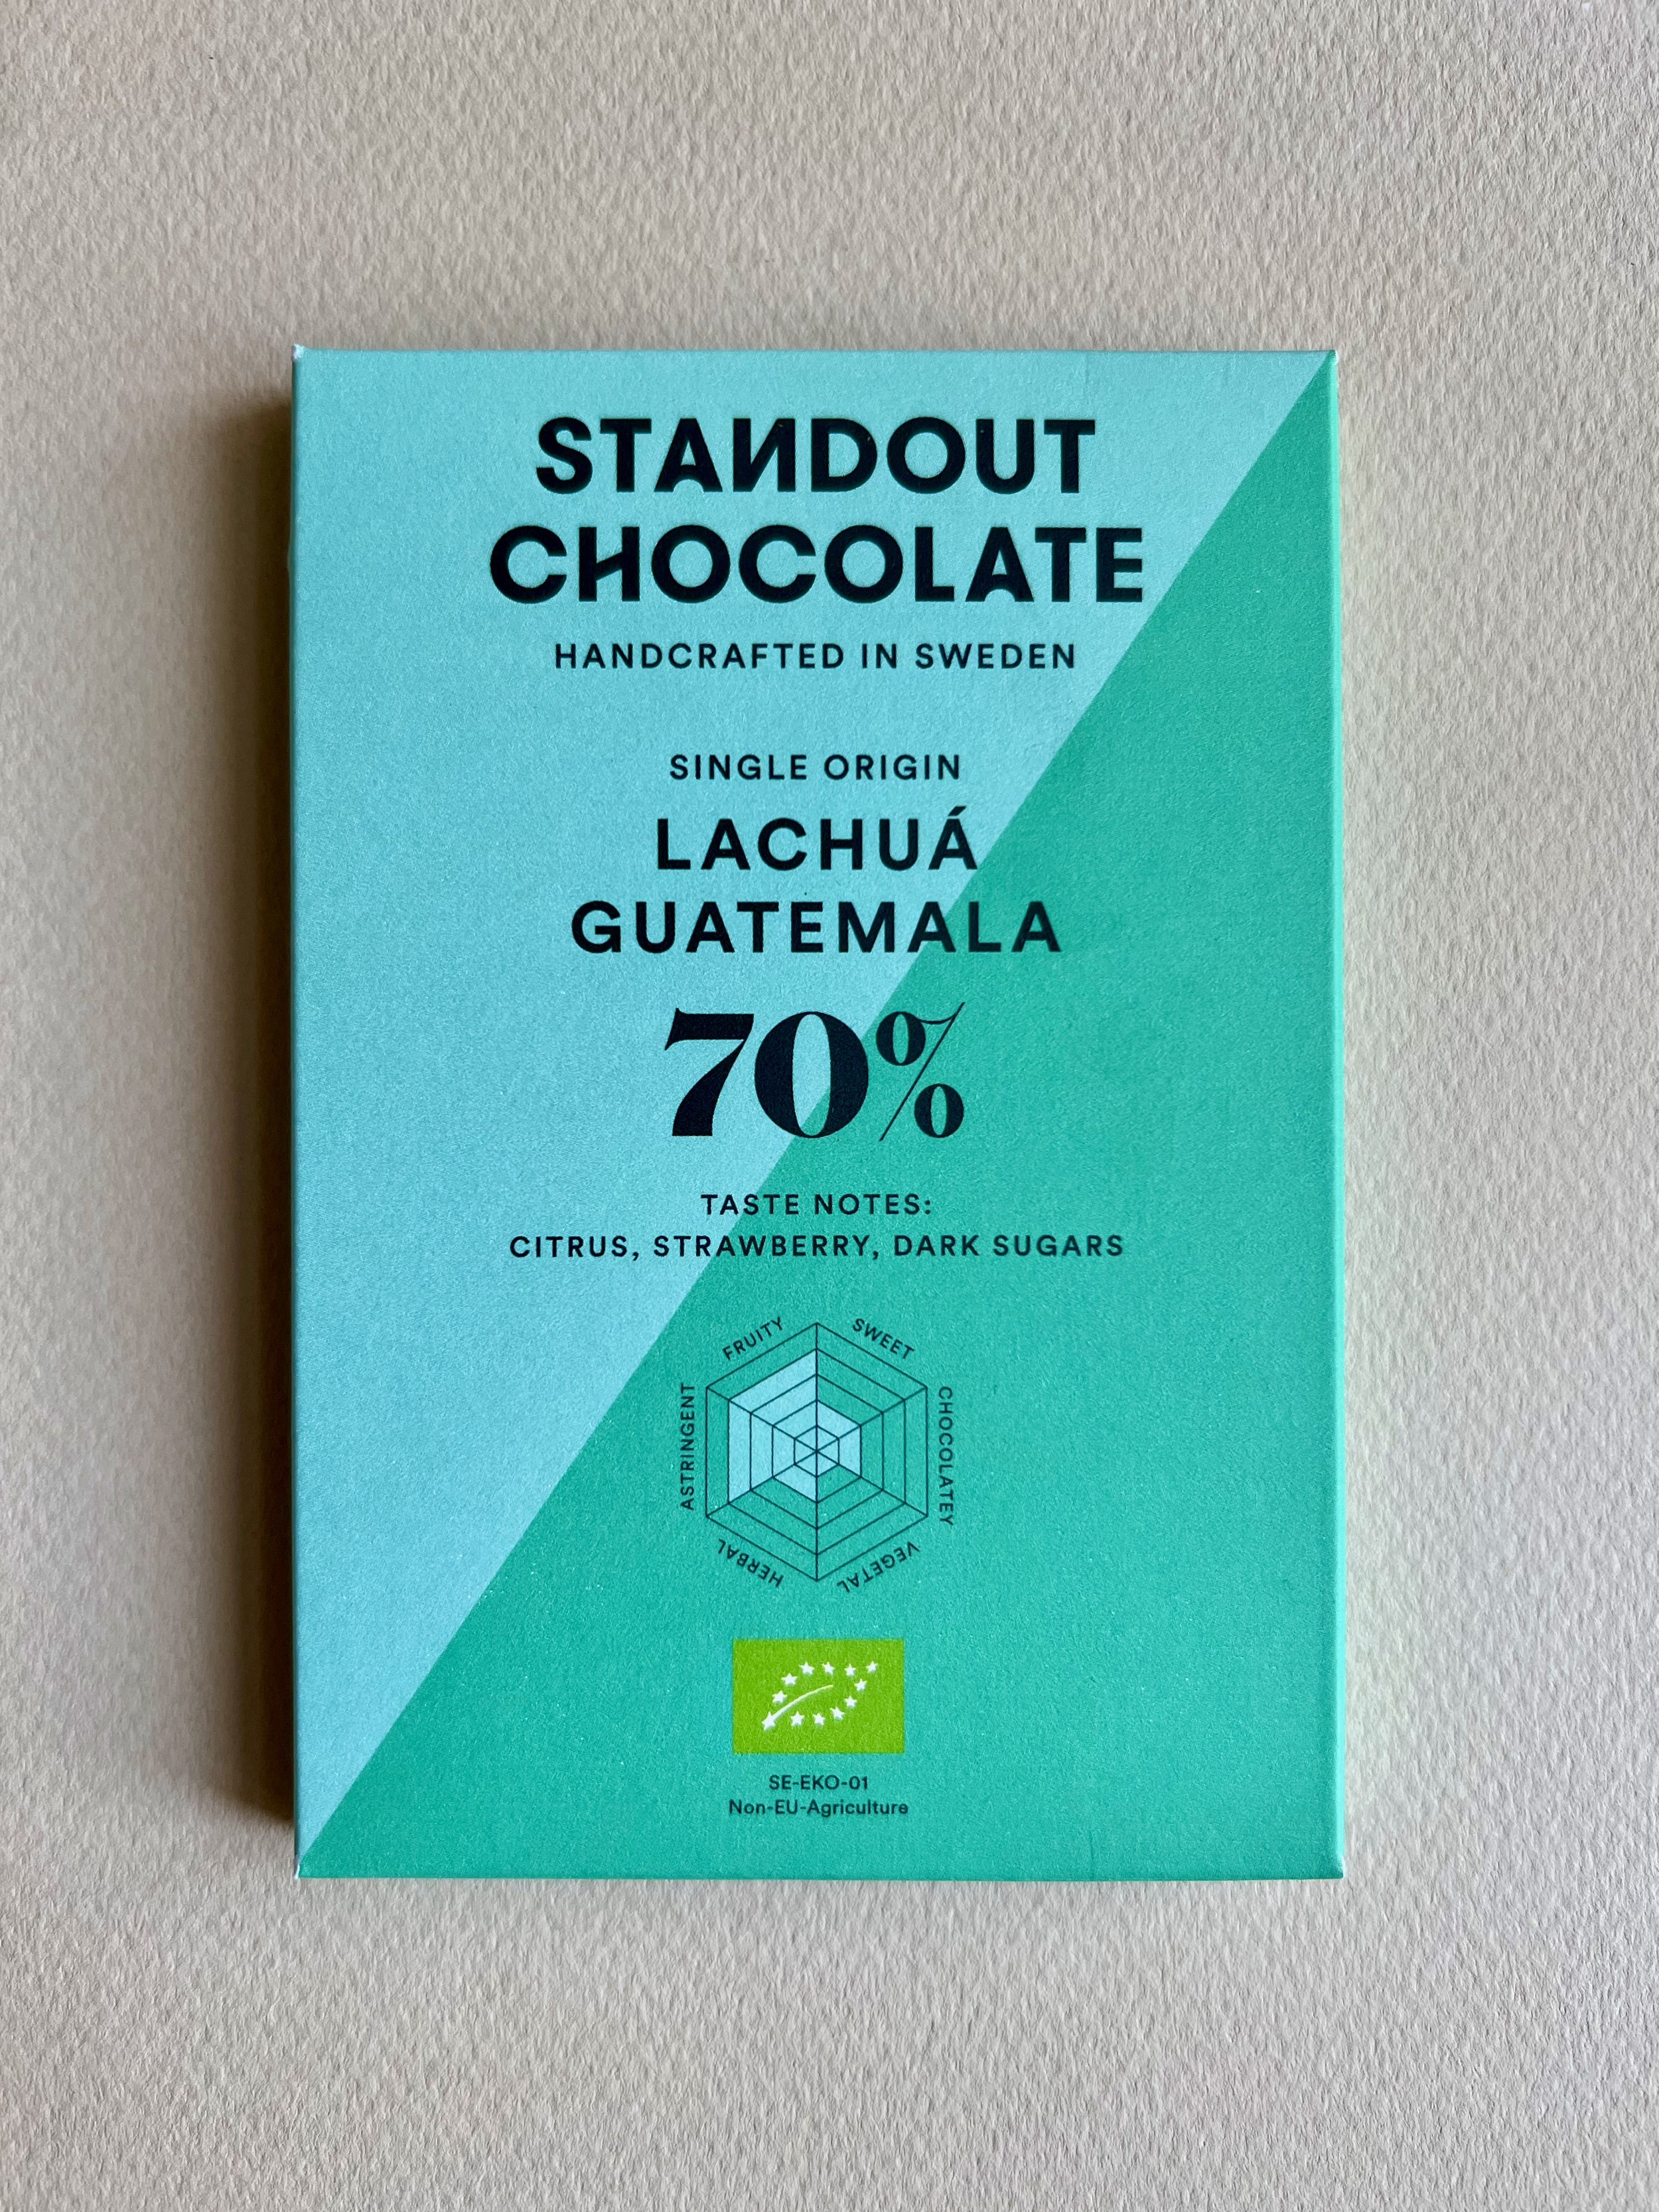 STANDOUT
CHOCOLATE
HANDCRAFTED IN SWEDEN
SINGLE ORIGIN
LACHUÁ
GUATEMALA
70%
TASTE NOTES:
CITRUS, STRAWBERRY, DARK SUGARS
FRUITY
SWEET
ASTRINGENT
CHOCOLATEY
HERBAL
VEGETAL
SE-EKO-01
Non-EU-Agriculture